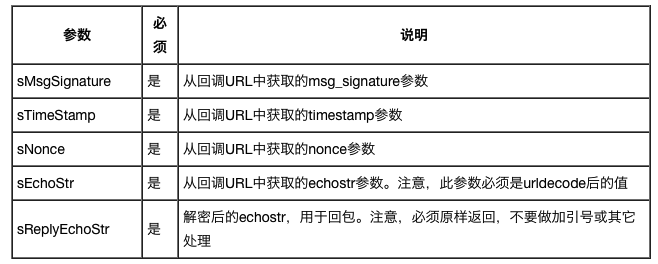 参数 必须 说明
sMsgSignature 是 从回调URL中获取的msg_signature参数
sTimeStamp 是 从回调URL中获取的timestamp参数
sNonce 是 从回调URL中获取的nonce参数
sEchoStr 是 从回调URL中获取的echostr参数。注意，此参数必须是urldecode后的值
sReplyEchoStr 是 解密后的echostr，用于回包。注意，必须原样返回，不要做加引号或其它
处理